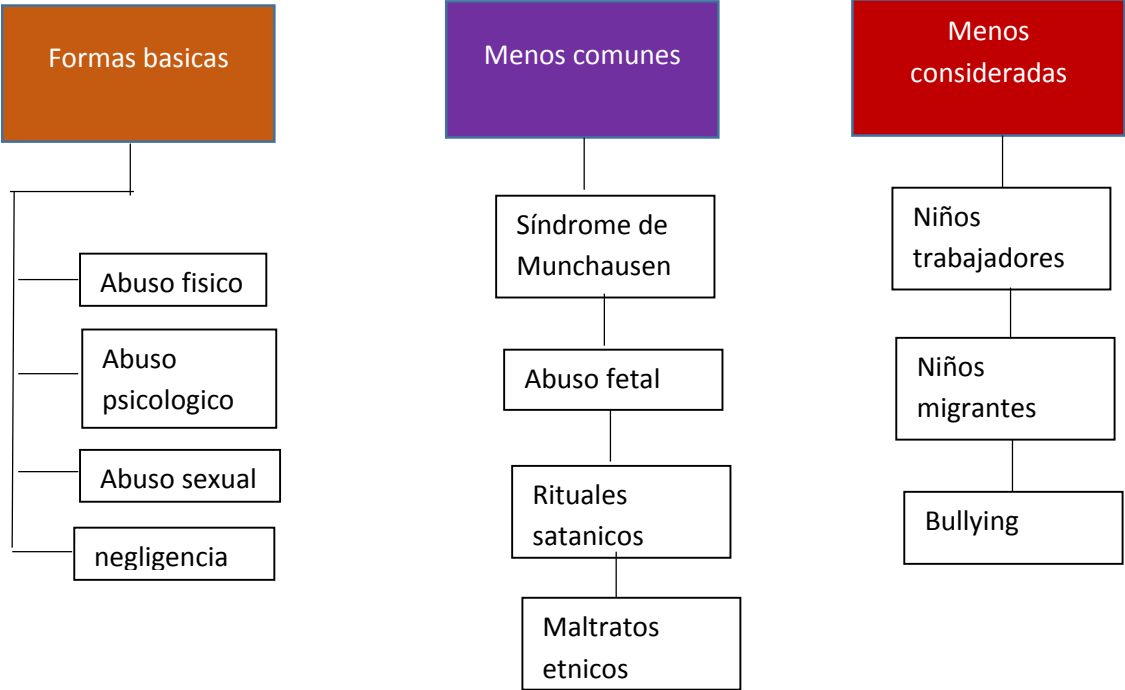 Formas basicas
Abuso fisico
Abuso
psicologico
Abuso sexual
negligencia
Menos comunes
Síndrome de
Munchausen
Abuso fetal
Rituales
satanicos
Maltratos
etnicos
Menos
consideradas
Niños
trabajadores
Niños
migrantes
Bullying